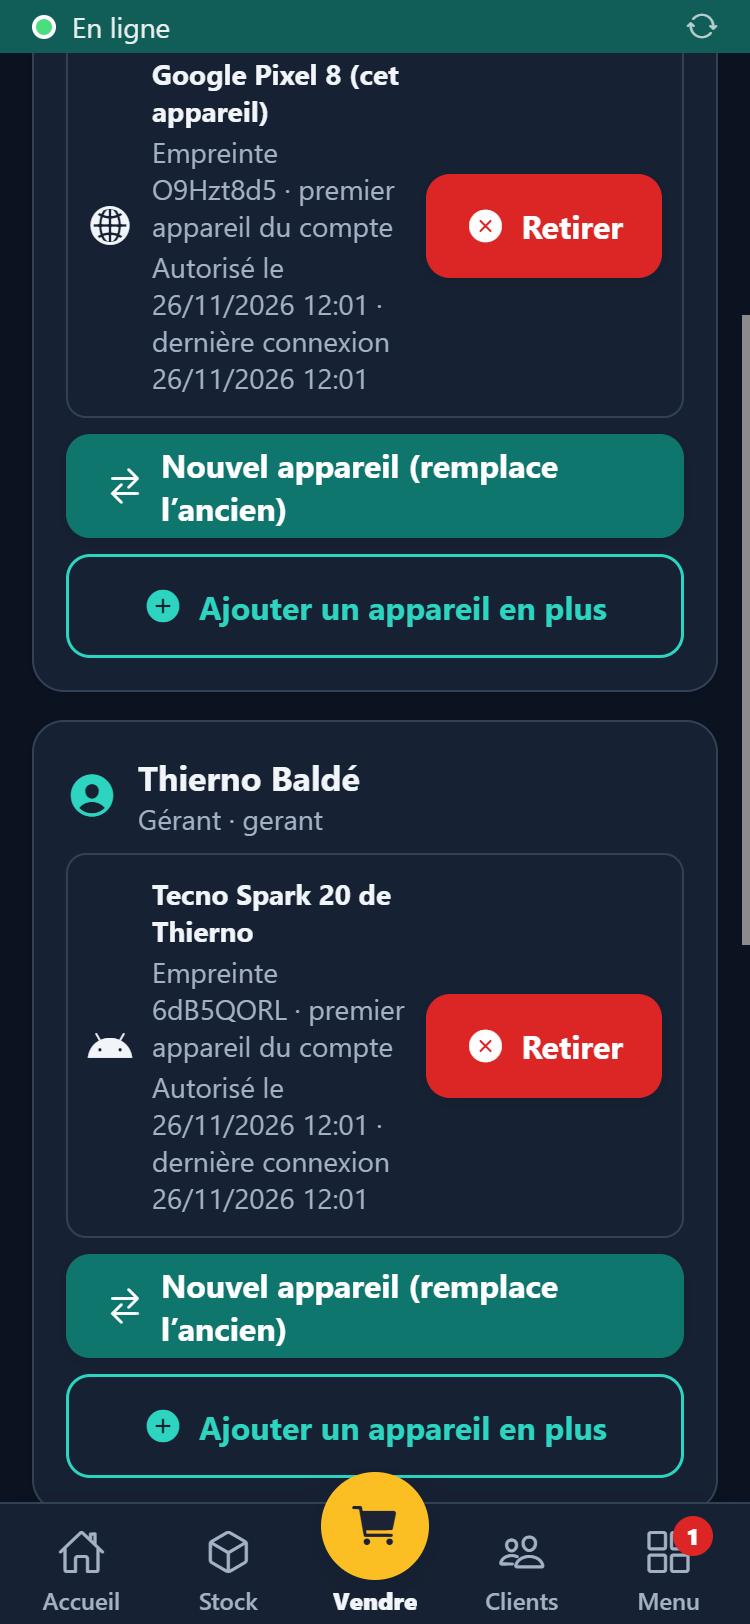 En ligne
Google Pixel 8 (cet
appareil)
Empreinte
O9Hzt8d5 · premier
appareil du compte
Autorisé le
26/11/2026 12:01 ·
dernière connexion
26/11/2026 12:01
Retirer
Nouvel appareil (remplace
l’ancien)
Ajouter un appareil en plus
Thierno Baldé
Gérant · gerant
Tecno Spark 20 de
Thierno
Empreinte
6dB5QORL · premier
appareil du compte
Autorisé le
26/11/2026 12:01 ·
dernière connexion
26/11/2026 12:01
Retirer
Nouvel appareil (remplace
l’ancien)
Ajouter un appareil en plus
1
Accueil
Stock
Vendre
Clients
Menu